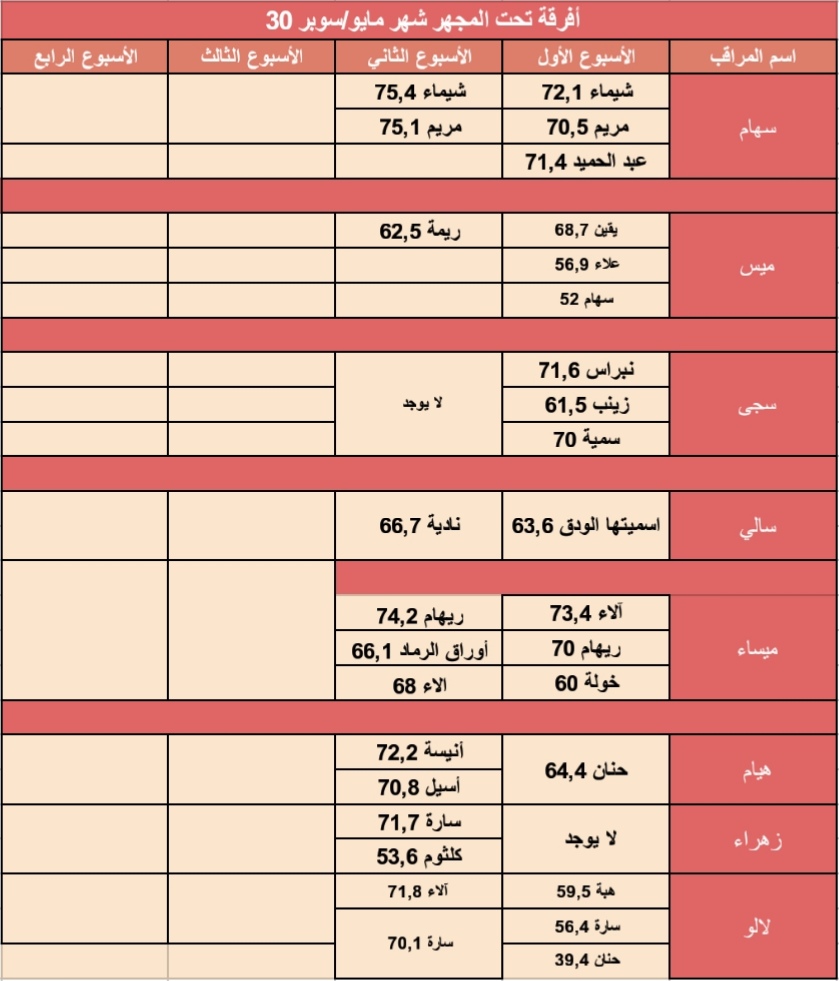 أفرقة تحت المجهر شهر مايو/سوبر 30
اسم المراقب الأسبوع الأول الأسبوع الثاني الأسبوع الثالث الأسبوع الرابع
سهام
شيماء 72,1 شيماء 75,4
مريم 70,5 مريم 75,1
عبد الحميد 71,4
ميس
يقين 68,7 ريمة 62,5
علاء 56,9
سهام 52
سجى
نبراس 71,6
زينب 61,5
سمية 70
لا يوجد
سالي اسميتها الودق 63,6 نادية 66,7
ميساء
آلاء 73,4 ريهام 74,2
ريهام 70 أوراق الرماد 66,1
خولة 60 الاء 68
هيام
حنان 64,4
أنيسة 72,2
أسيل 70,8
زهراء
لا يوجد
سارة 71,7
كلثوم 53,6
لالو
هبة 59,5 آلاء 71,8
سارة 56,4 سارة 70,1
حنان 39,4